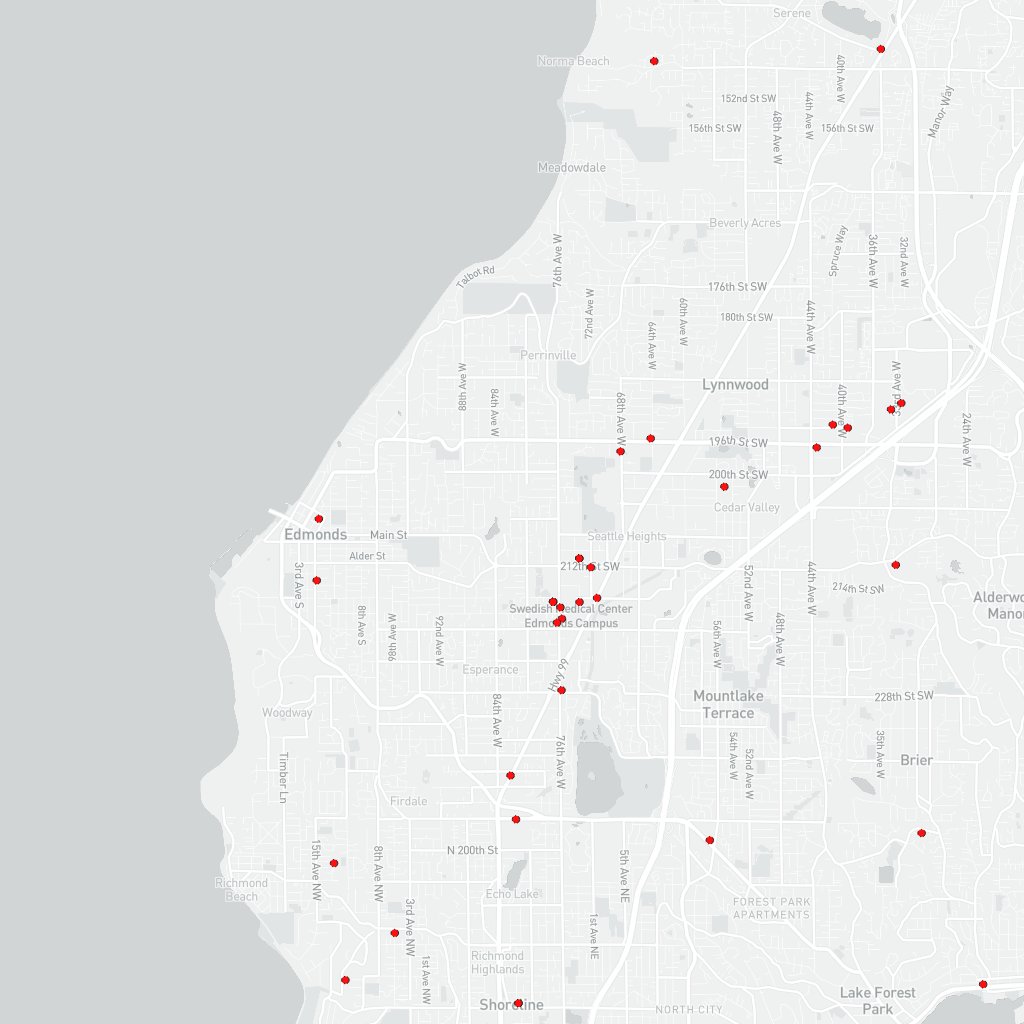 Serene
Norma Beach
40th Ave W
44th Ave W
152nd St SW
Manor Way
48th Ave W
156th St SW
156th St SW
Meadowdale
Beverly Acres
76th Ave W
Spruce Way
36th Ave W
32nd Ave W
Talbot Rd
176th St SW
72nd Ave W
60th Ave W
180th St SW
44th Ave W
64th Ave W
Perrinville
88th Ave W
84th Ave W
Lynnwood
68th Ave W
40th Ave W
33rd Ave W
24th Ave W
196th St SW
200th St SW
Cedar Valley
Edmonds
Main St
Seattle Heights
Alder St
212th St SW
3rd Ave S
52nd Ave W
44th Ave W
214th St SW
Alderwo
Manor
8th Ave S
98th Ave W
92nd Ave W
Swedish Medical Center
Edmonds Campus
56th Ave W
48th Ave W
Esperance
Hwy 99
Mountlake
Terrace
228th St SW
Woodway
84th Ave W
76th Ave W
54th Ave W
52nd Ave W
35th Ave W
Brier
Timber Ln
Firdale
N 200th St
15th Ave NW
8th Ave NW
5th Ave NE
Richmond
Beach
Echo Lake
3rd Ave NW
1st Ave NE
FOREST PARK
APARTMENTS
Richmond
Highlands
1st Ave NW
Shoreline
NORTH CITY
Lake Forest
Park